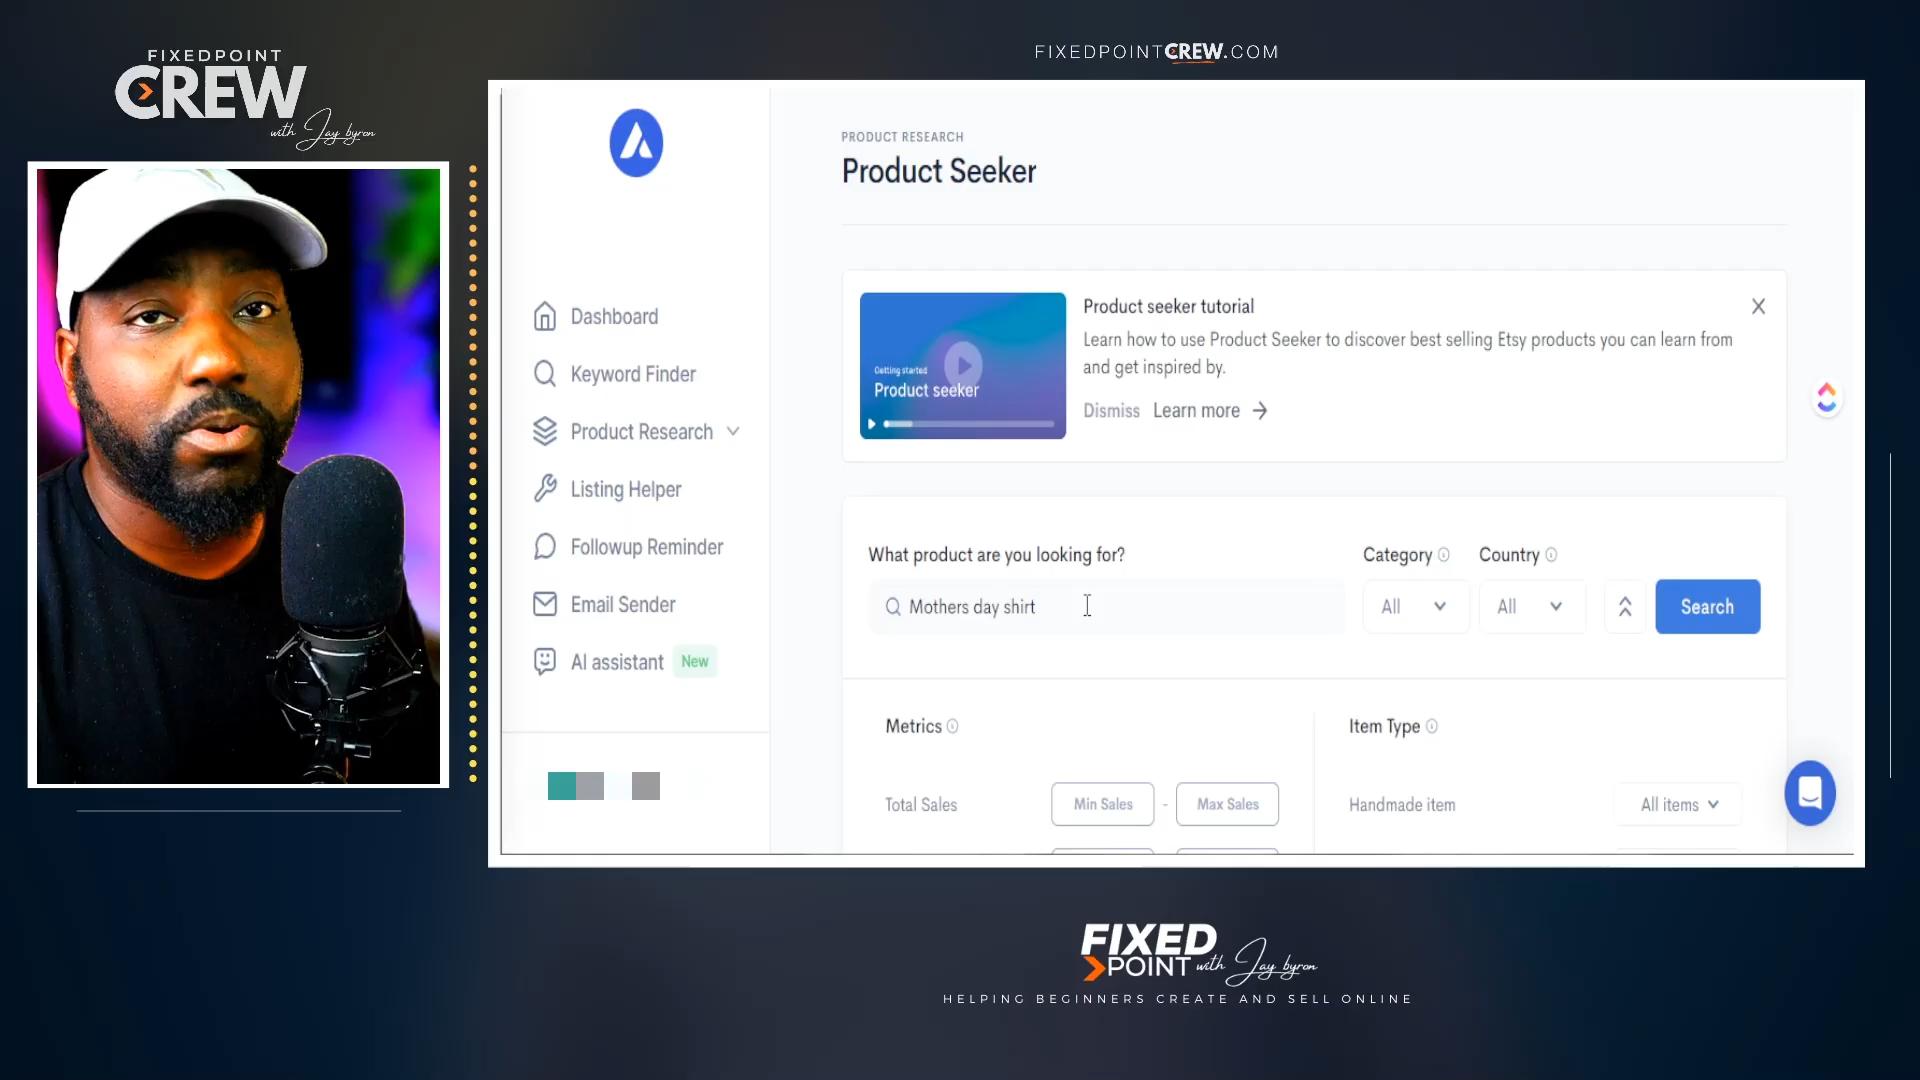 FIXEDPOINT
CREW
with Jay byron
FIXEDPOINTCREW.COM
PRODUCT RESEARCH
Product Seeker
Dashboard
Keyword Finder
Product Research
Listing Helper
Followup Reminder
Email Sender
AI assistant New
Getting started
Product seeker
Product seeker tutorial
Learn how to use Product Seeker to discover best selling Etsy products you can learn from
and get inspired by.
Dismiss Learn more
What product are you looking for?
Category
Country
Mothers day shirt
All
All
Search
Metrics
Item Type
Total Sales
Min Sales - Max Sales
Handmade item
All items
FIXED
POINT with Jay byron
HELPING BEGINNERS CREATE AND SELL ONLINE